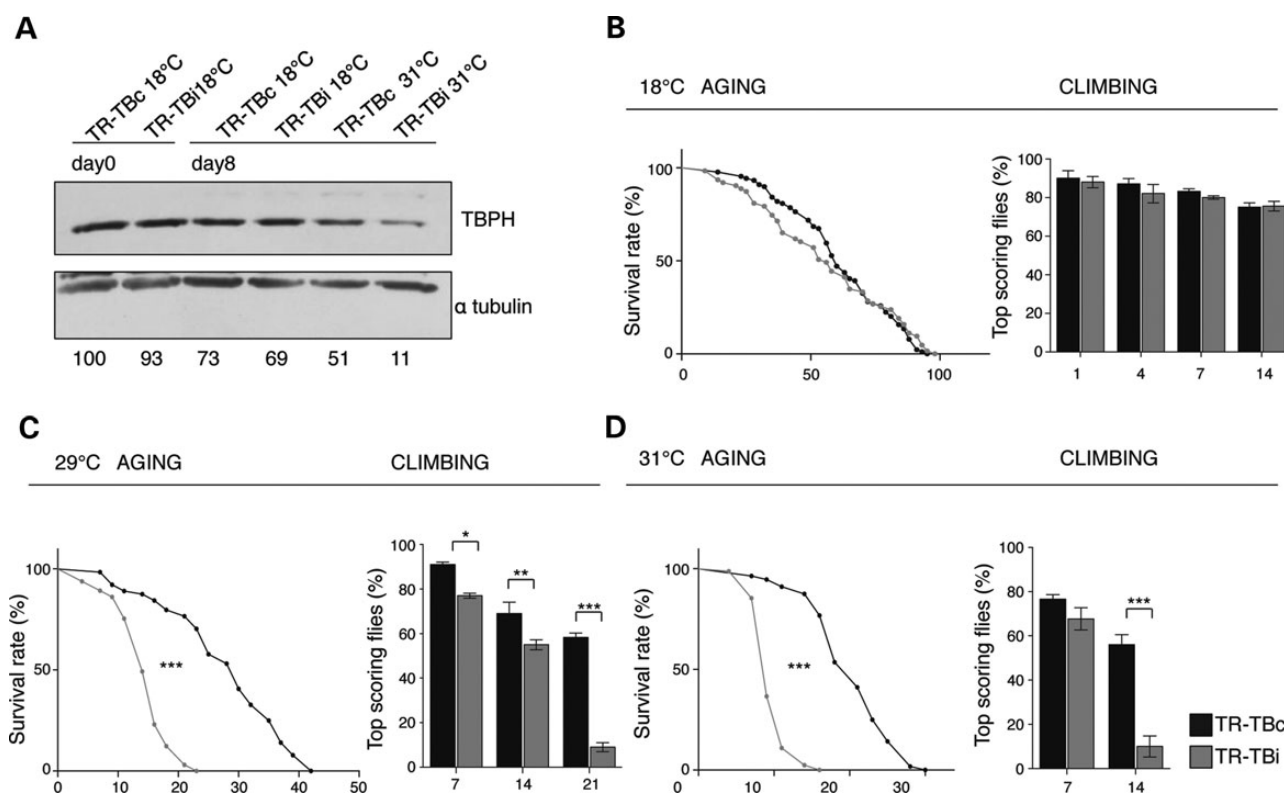 A
TR-TBc 18°C
TR-TBi18°C
TR-TBc 18°C
TR-TBi 18°C
TR-TBc 31°C
TR-TBi 31°C
day0 day8
TBPH
α tubulin
100 93 73 69 51 11
B
18°C AGING CLIMBING
Survival rate (%)
100
50
0
0 50 100
Top scoring flies (%)
100
80
60
40
20
0
1 4 7 14
C
29°C AGING CLIMBING
Survival rate (%)
100
50
0
***
0 10 20 30 40 50
Top scoring flies (%)
100
80
60
40
20
0
* ** ***
7 14 21
D
31°C AGING CLIMBING
Survival rate (%)
100
50
0
***
0 10 20 30
Top scoring flies (%)
100
80
60
40
20
0
***
7 14
TR-TBc
TR-TBi